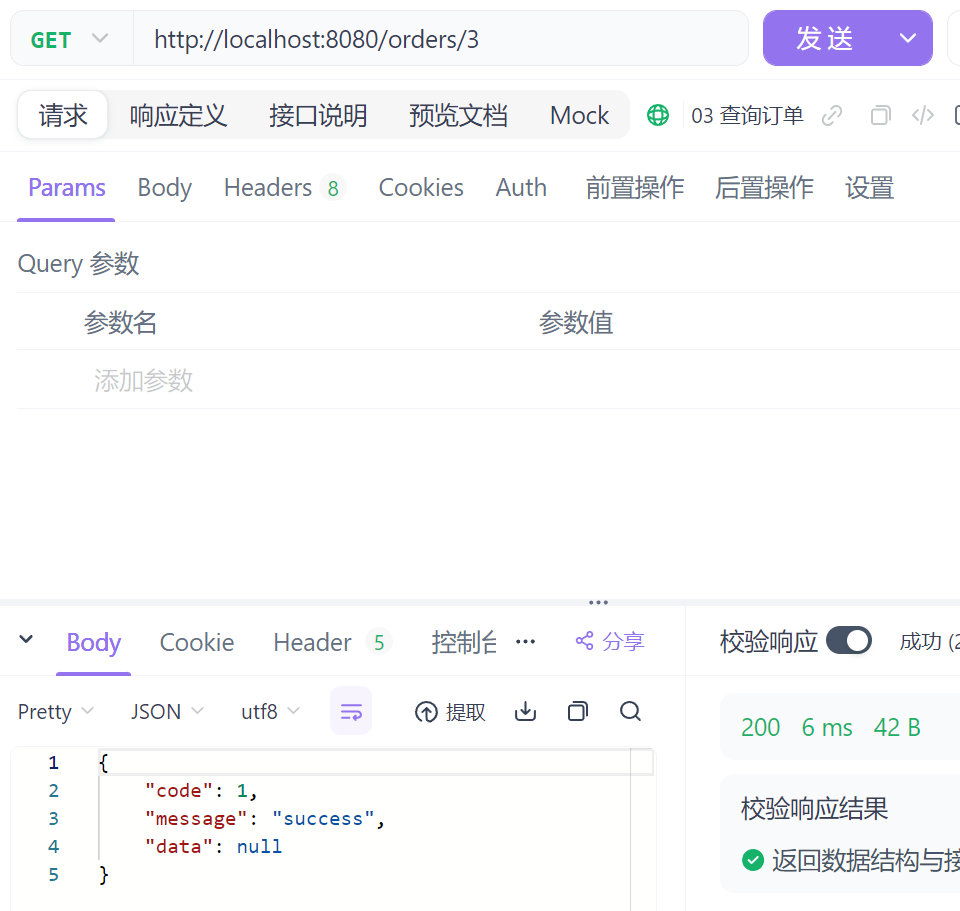 GET http://localhost:8080/orders/3 发送
请求 响应定义 接口说明 预览文档 Mock 03 查询订单
Params Body Headers 8 Cookies Auth 前置操作 后置操作 设置
Query 参数
参数名 参数值
添加参数
Body Cookie Header 5 控制台 ··· 分享 校验响应 成功 (2
Pretty JSON utf8 提取
200 6 ms 42 B
1 {
2 "code": 1,
3 "message": "success",
4 "data": null
5 }
校验响应结果
返回数据结构与接